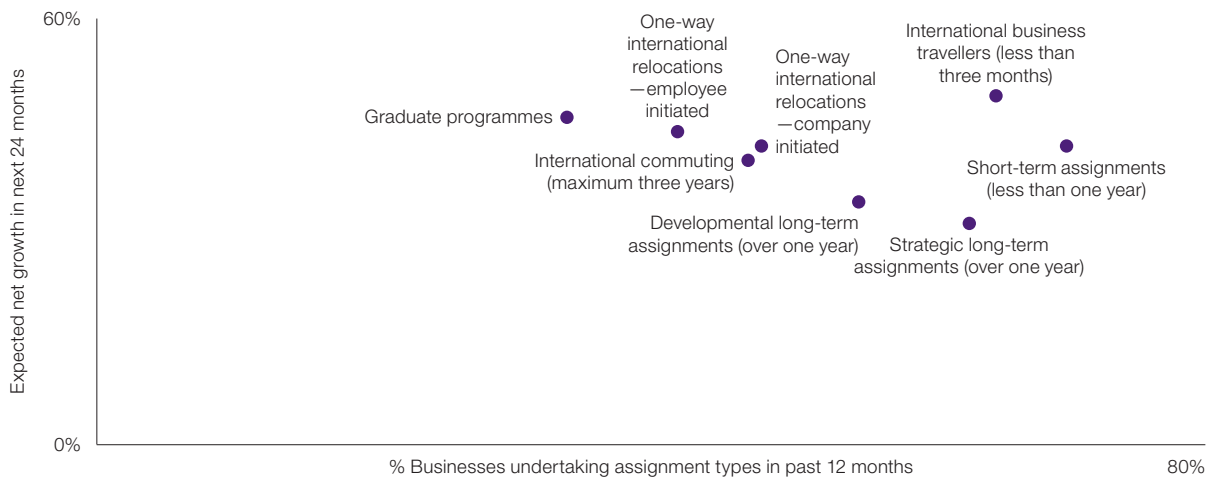 60%
Expected net growth in next 24 months
0%
One-way
international
relocations
—employee
initiated
One-way
international
relocations
—company
initiated
International business
travellers (less than
three months)
Graduate programmes
International commuting
(maximum three years)
Short-term assignments
(less than one year)
Developmental long-term
assignments (over one year)
Strategic long-term
assignments (over one year)
% Businesses undertaking assignment types in past 12 months
80%